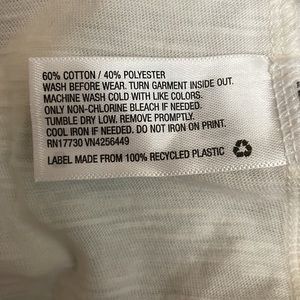 60% COTTON / 40% POLYESTER
WASH BEFORE WEAR. TURN GARMENT INSIDE OUT.
MACHINE WASH COLD WITH LIKE COLORS.
ONLY NON-CHLORINE BLEACH IF NEEDED.
TUMBLE DRY LOW. REMOVE PROMPTLY.
COOL IRON IF NEEDED. DO NOT IRON ON PRINT.
RN17730 VN4256449
LABEL MADE FROM 100% RECYCLED PLASTIC